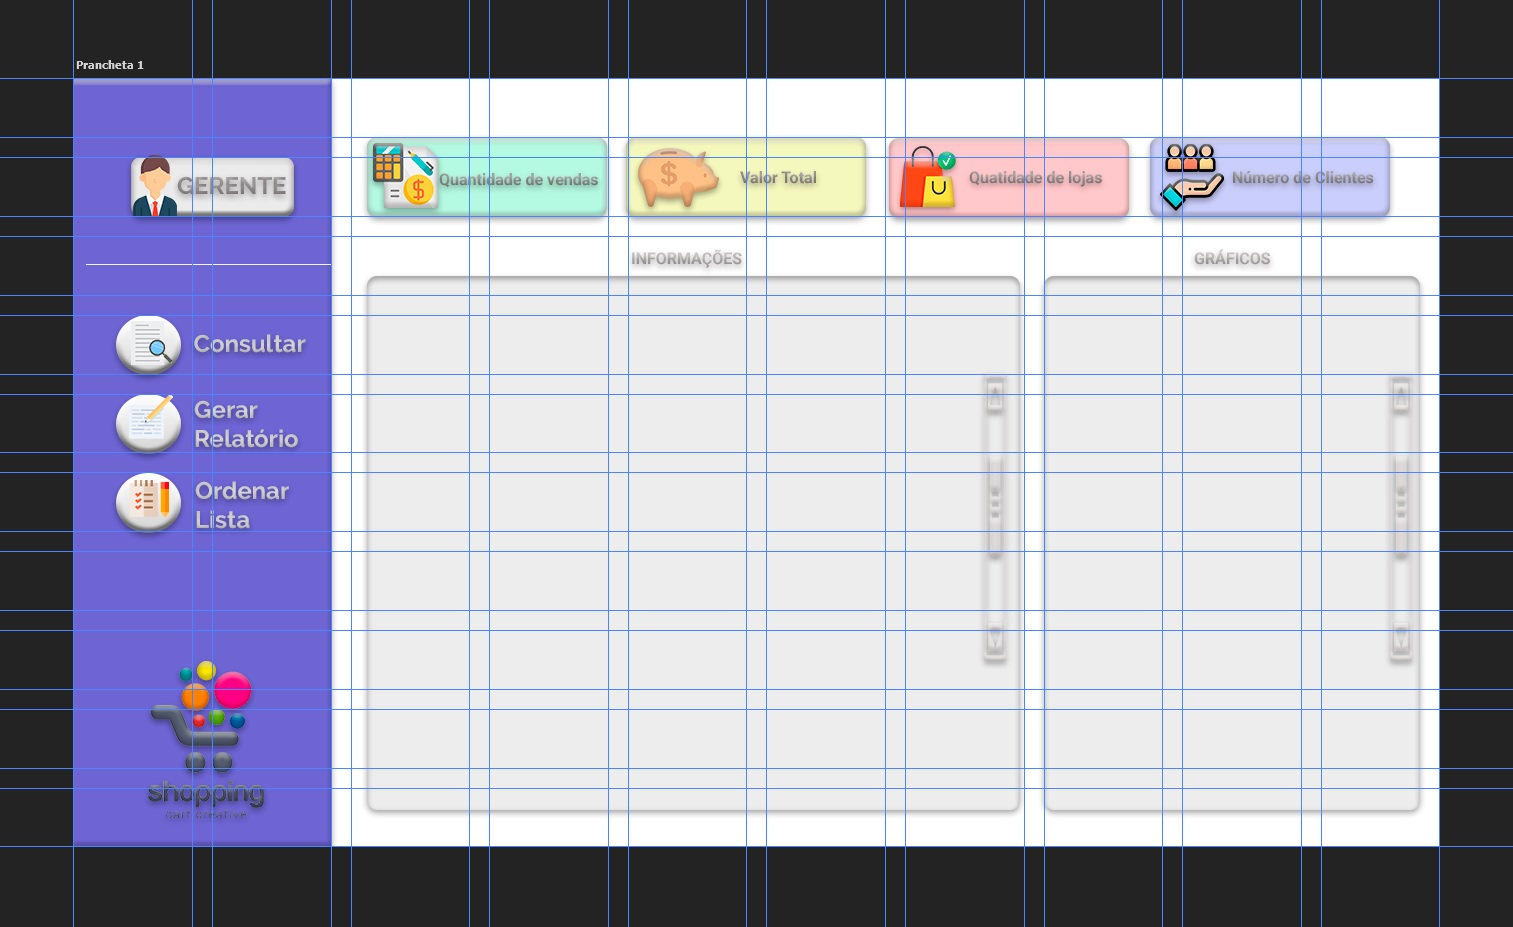 Prancheta 1
GERENTE
Quantidade de vendas
Valor Total
Quatidade de lojas
Número de Clientes
INFORMAÇÕES
GRÁFICOS
Consultar
Gerar
Relatório
Ordenar
Lista
shopping